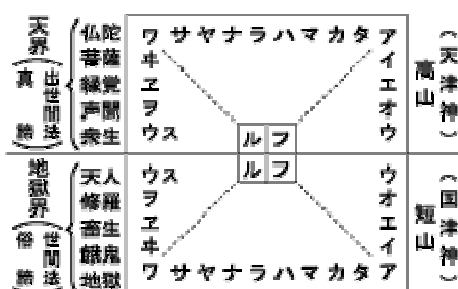 天界
(真諦 出世間法)
仏陀
菩薩
縁覚
声聞
衆生
ワ サ ヤ ナ ラ ハ マ カ タ ア
ヰ イ
ヱ エ
ヲ オ
ウス ウ
ル フ
高山
(天津神)
地獄界
(俗諦 世間法)
天人
修羅
畜生
餓鬼
地獄
ル フ
ウス ウ
ヲ オ
ヱ エ
ヰ イ
ワ サ ヤ ナ ラ ハ マ カ タ ア
短山
(国津神)